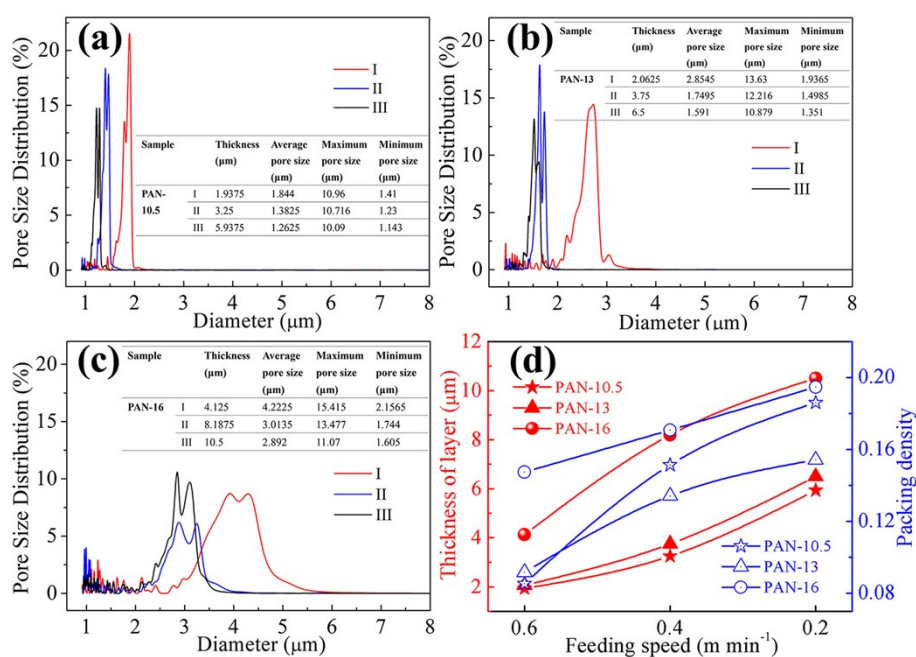 (a)
Pore Size Distribution (%)
20
15
10
5
0
I
II
III
Sample Thickness (μm) Average pore size (μm) Maximum pore size (μm) Minimum pore size (μm)
PAN-10.5 I 1.9375 1.844 10.96 1.41
II 3.25 1.3825 10.716 1.23
III 5.9375 1.2625 10.09 1.143
1 2 3 4 5 6 7 8
Diameter (μm)
(b)
Pore Size Distribution (%)
20
15
10
5
0
Sample Thickness (μm) Average pore size (μm) Maximum pore size (μm) Minimum pore size (μm)
PAN-13 I 2.0625 2.8545 13.63 1.9365
II 3.75 1.7495 12.216 1.4985
III 6.5 1.591 10.879 1.351
I
II
III
1 2 3 4 5 6 7 8
Diameter (μm)
(c)
Pore Size Distribution (%)
20
15
10
5
0
Sample Thickness (μm) Average pore size (μm) Maximum pore size (μm) Minimum pore size (μm)
PAN-16 I 4.125 4.2225 15.415 2.1565
II 8.1875 3.0135 13.477 1.744
III 10.5 2.892 11.07 1.605
I
II
III
1 2 3 4 5 6 7 8
Diameter (μm)
(d)
Thickness of layer (μm)
12
10
8
6
4
2
PAN-10.5
PAN-13
PAN-16
PAN-10.5
PAN-13
PAN-16
0.20
0.16
0.12
0.08
Packing density
0.6 0.4 0.2
Feeding speed (m min⁻¹)